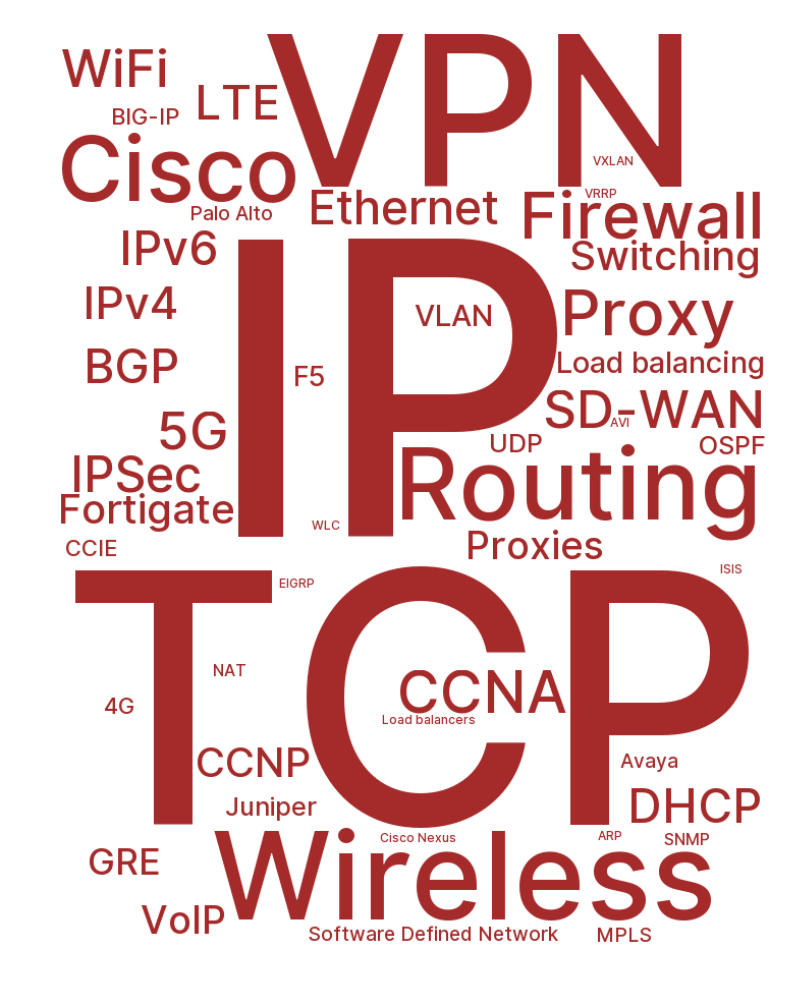 VPN
WiFi
LTE
BIG-IP
Cisco
VXLAN
Palo Alto
Ethernet
VRRP
Firewall
IPv6
Switching
IP
IPv4
VLAN
Proxy
BGP
F5
Load balancing
5G
SD-WAN
AVI
UDP
OSPF
IPSec
Routing
Fortigate
WLC
CCIE
Proxies
EIGRP
ISIS
TCP
NAT
CCNA
4G
Load balancers
CCNP
Avaya
Juniper
DHCP
Cisco Nexus
ARP
SNMP
GRE
Wireless
VoIP
Software Defined Network
MPLS